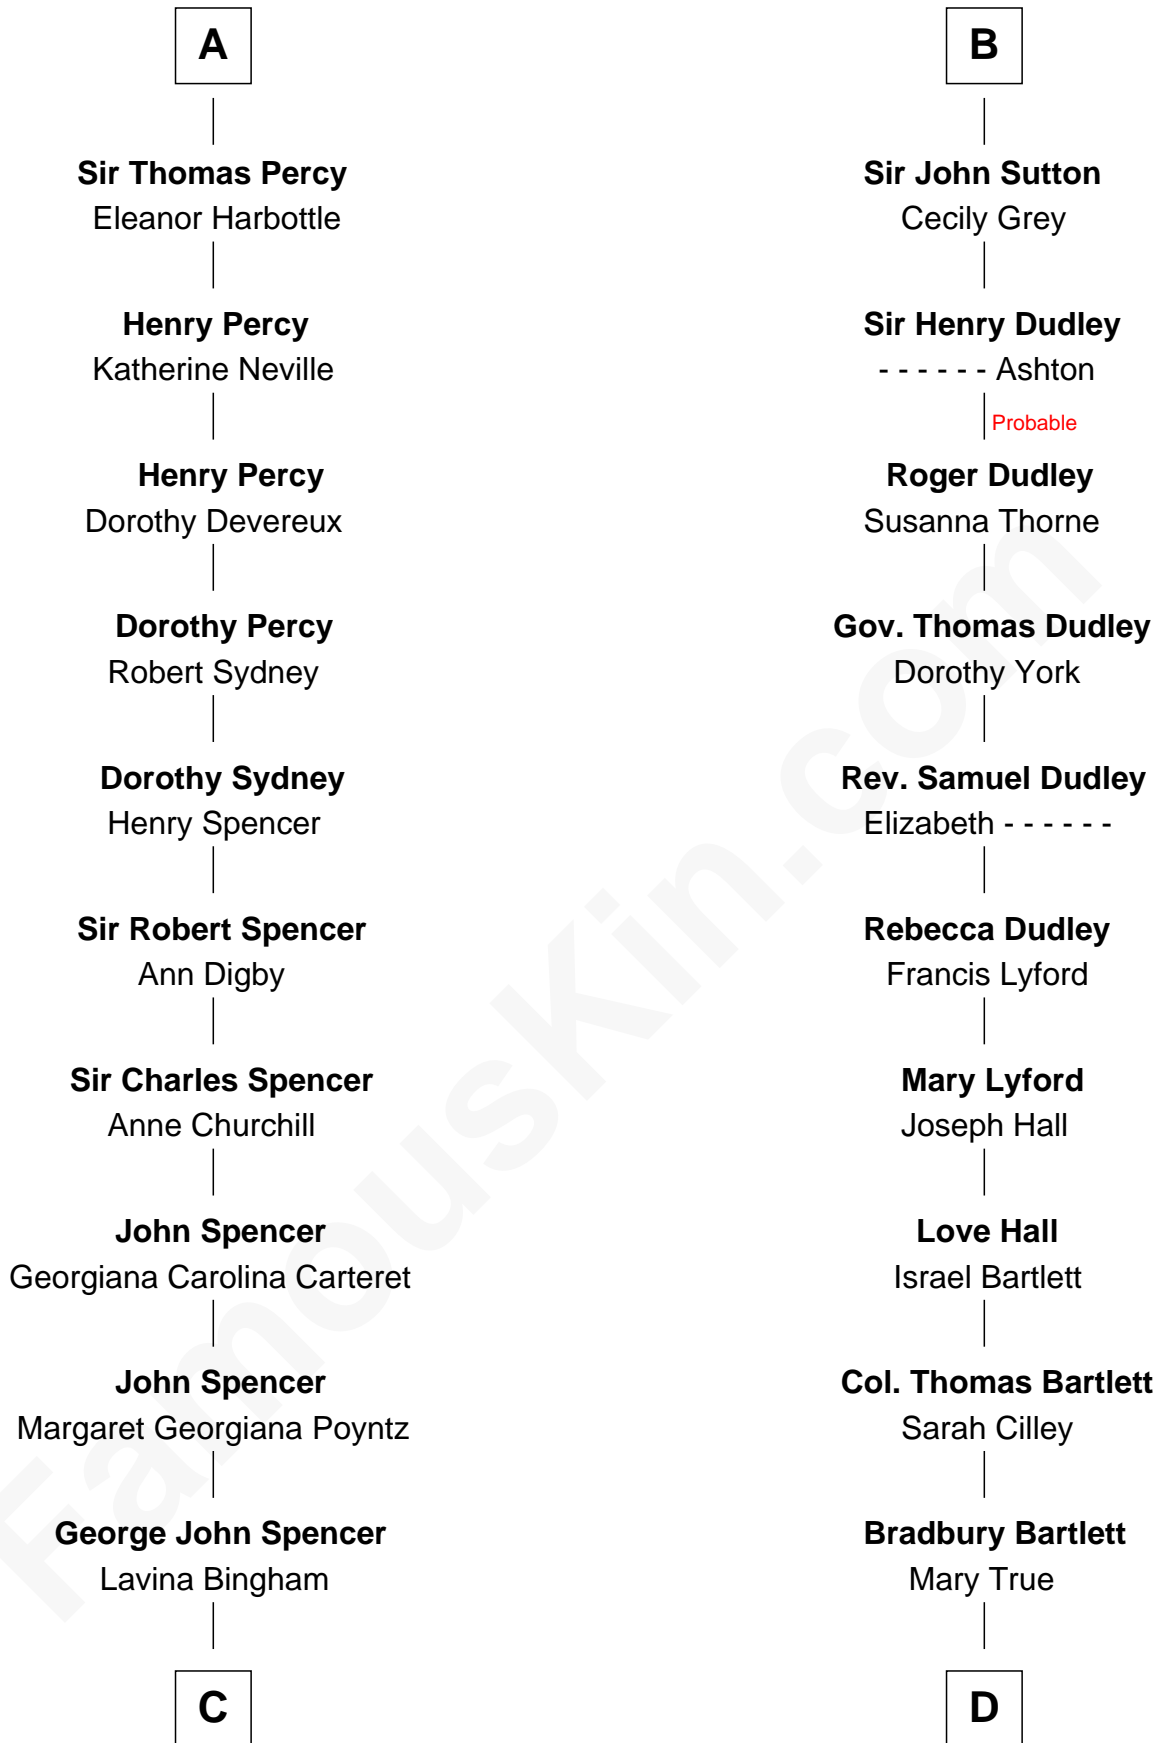 A
Sir Thomas Percy
Eleanor Harbottle
Henry Percy
Katherine Neville
Henry Percy
Dorothy Devereux
Dorothy Percy
Robert Sydney
Dorothy Sydney
Henry Spencer
Sir Robert Spencer
Ann Digby
Sir Charles Spencer
Anne Churchill
John Spencer
Georgiana Carolina Carteret
John Spencer
Margaret Georgiana Poyntz
George John Spencer
Lavina Bingham
C
B
Sir John Sutton
Cecily Grey
Sir Henry Dudley
- - - - - - Ashton
Probable
Roger Dudley
Susanna Thorne
Gov. Thomas Dudley
Dorothy York
Rev. Samuel Dudley
Elizabeth - - - - - -
Rebecca Dudley
Francis Lyford
Mary Lyford
Joseph Hall
Love Hall
Israel Bartlett
Col. Thomas Bartlett
Sarah Cilley
Bradbury Bartlett
Mary True
D
FamousKin.com